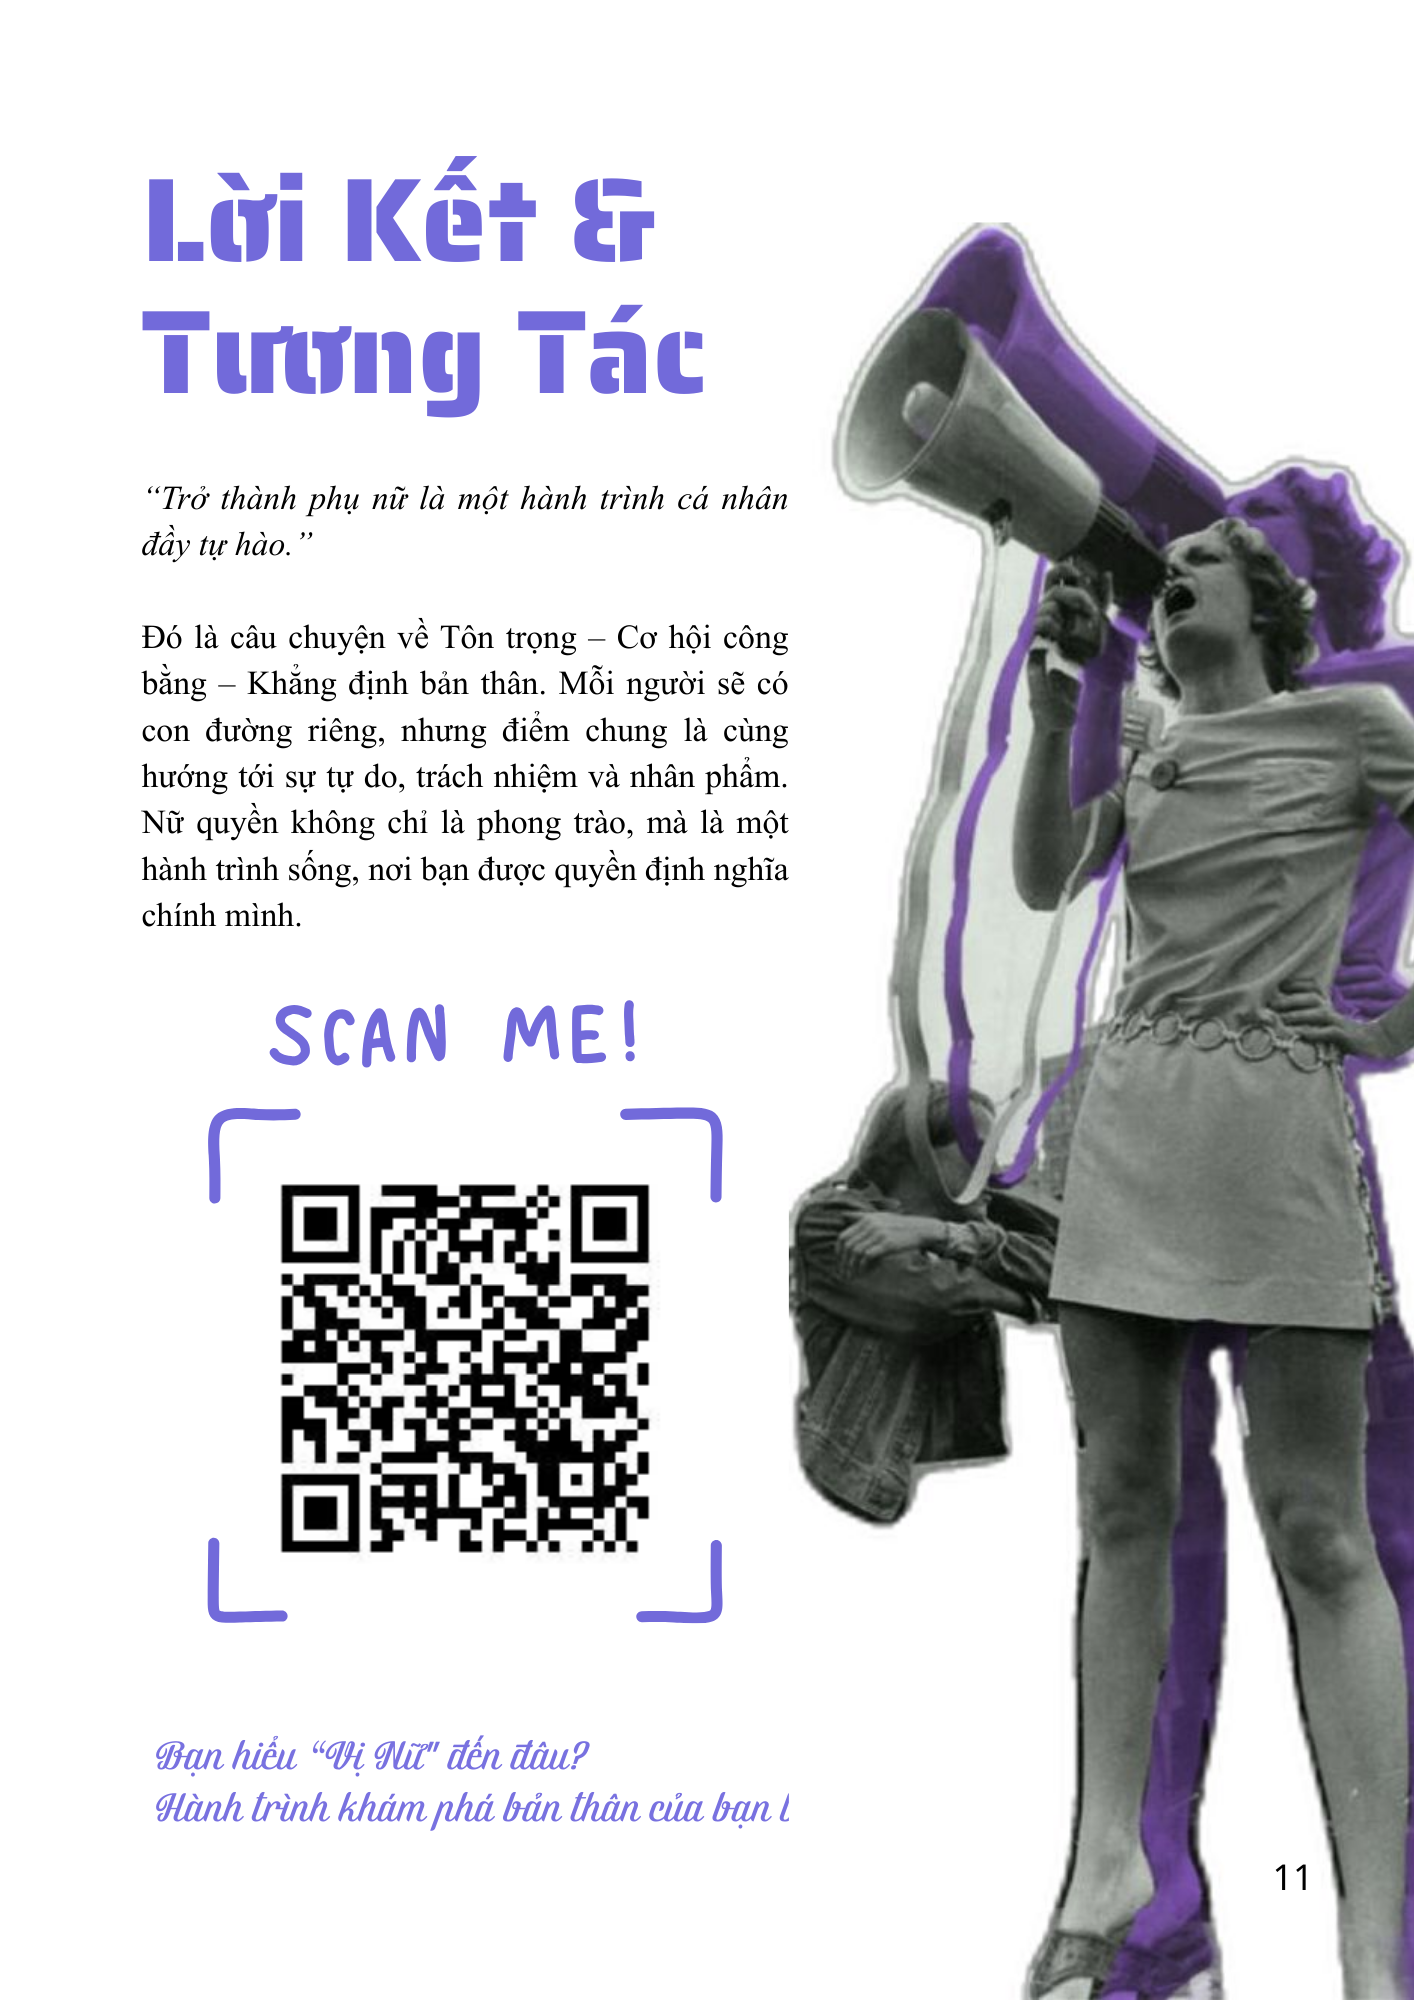 Lời Kết &
Tương Tác
“Trở thành phụ nữ là một hành trình cá nhân
đầy tự hào.”
Đó là câu chuyện về Tôn trọng – Cơ hội công
bằng – Khẳng định bản thân. Mỗi người sẽ có
con đường riêng, nhưng điểm chung là cùng
hướng tới sự tự do, trách nhiệm và nhân phẩm.
Nữ quyền không chỉ là phong trào, mà là một
hành trình sống, nơi bạn được quyền định nghĩa
chính mình.
SCAN ME!
Bạn hiểu “Vị Nữ" đến đâu?
Hành trình khám phá bản thân của bạn
11